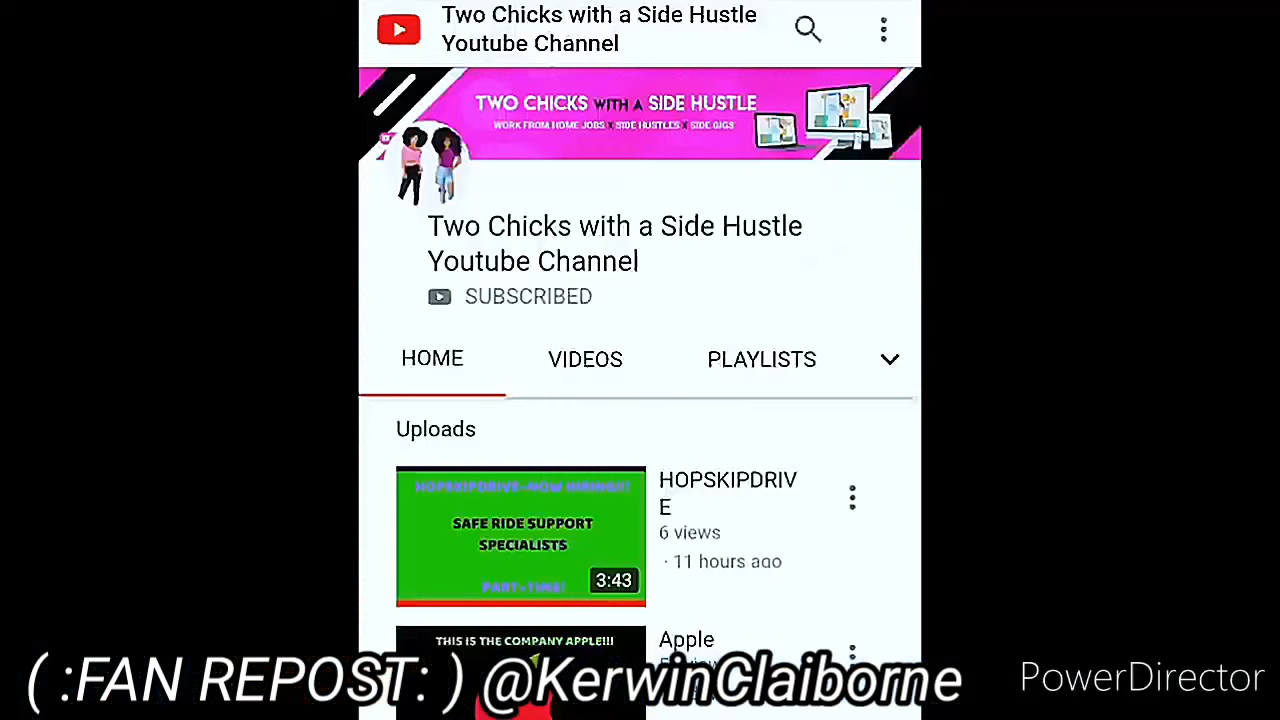 Two Chicks with a Side Hustle
Youtube Channel
TWO CHICKS WITH A SIDE HUSTLE
WORK FROM HOME JOBS X SIDE HUSTLES X SIDE GIGS
Two Chicks with a Side Hustle
Youtube Channel
SUBSCRIBED
HOME VIDEOS PLAYLISTS
Uploads
HOPSKIPDRIVE-NOW HIRING!!!
SAFE RIDE SUPPORT
SPECIALISTS
PART-TIME!
3:43
HOPSKIPDRIV
E
6 views
· 11 hours ago
THIS IS THE COMPANY APPLE!!!
Apple
( :FAN REPOST: ) @KerwinClaiborne
PowerDirector